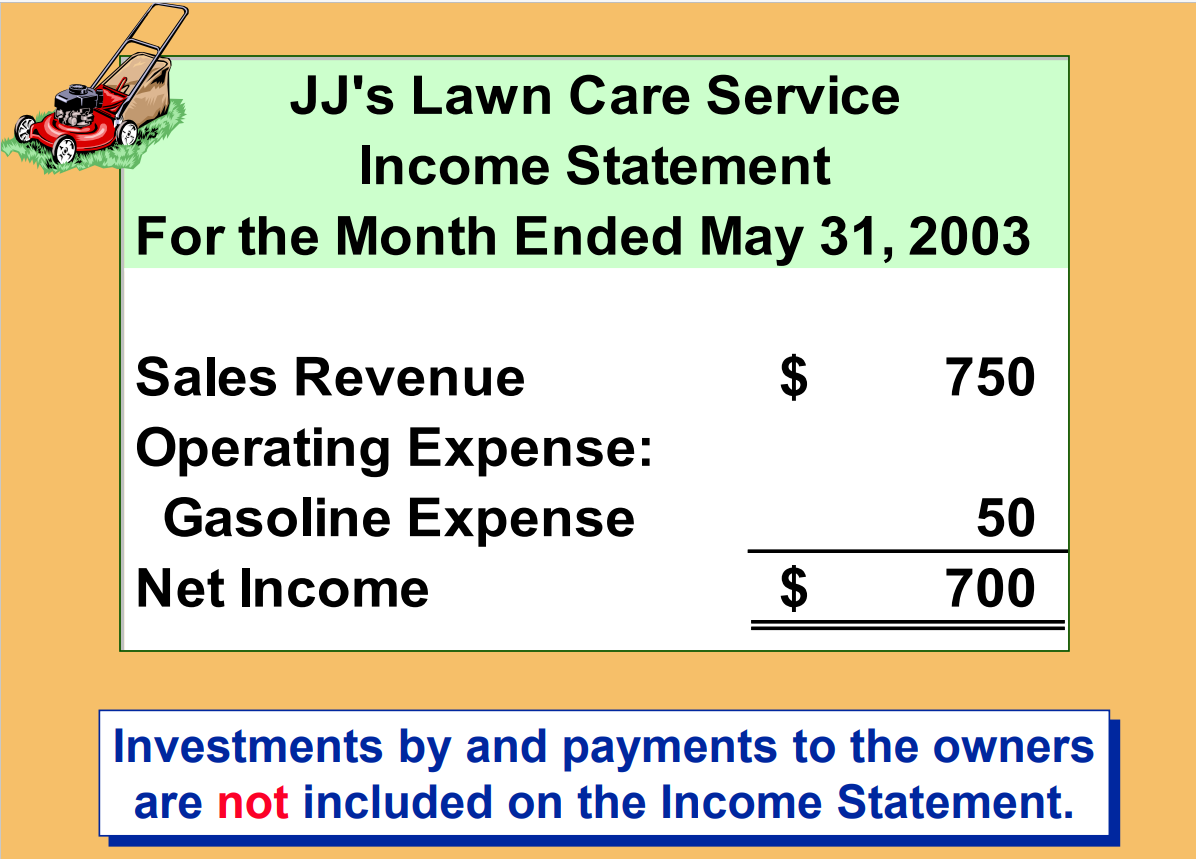 JJ's Lawn Care Service
Income Statement
For the Month Ended May 31, 2003
Sales Revenue $ 750
Operating Expense:
Gasoline Expense 50
Net Income $ 700
Investments by and payments to the owners
are not included on the Income Statement.